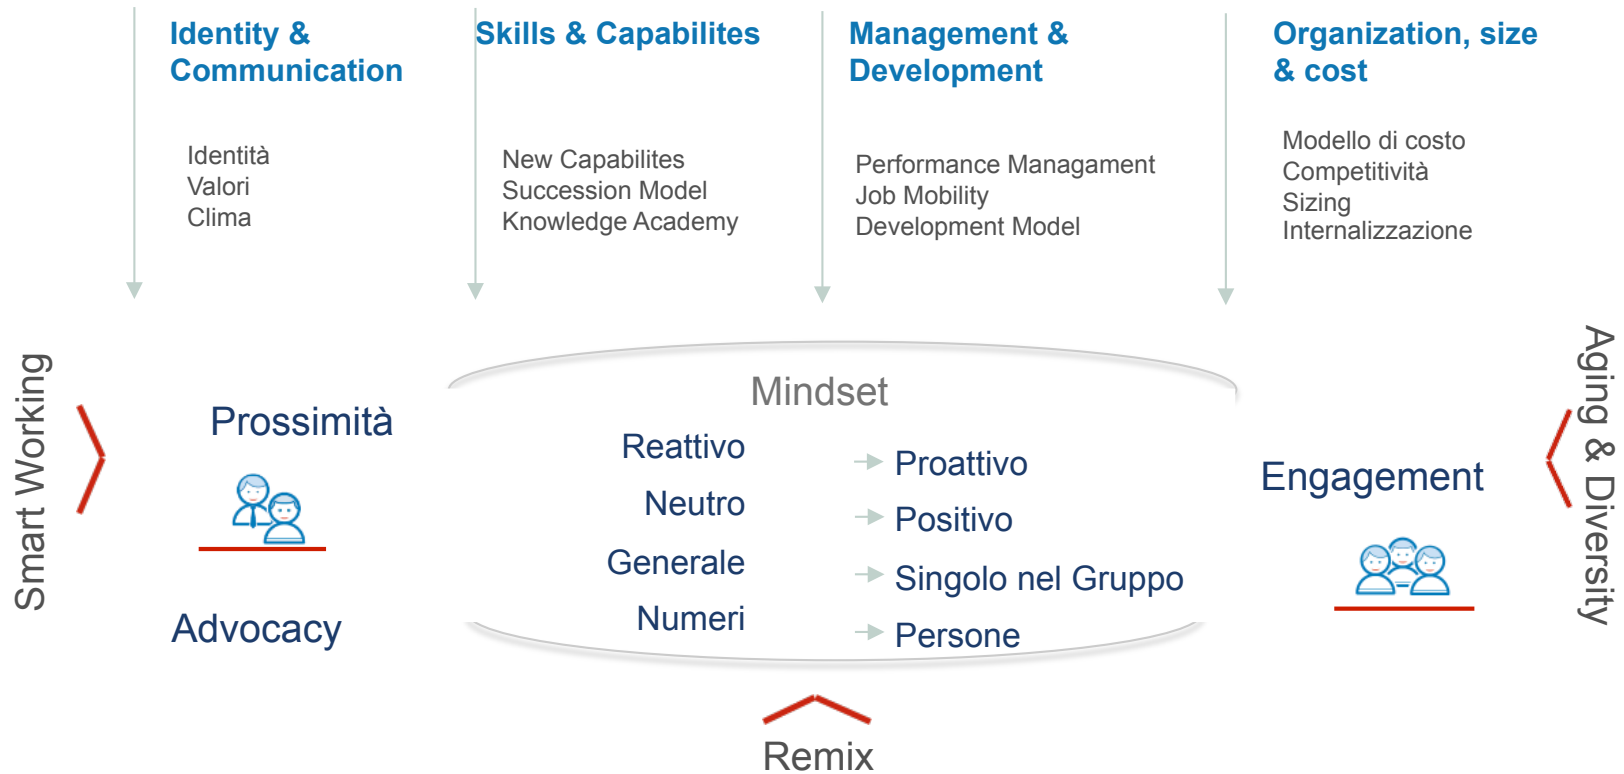 Identity &
Communication
Identità
Valori
Clima
Skills & Capabilites
New Capabilites
Succession Model
Knowledge Academy
Management &
Development
Performance Managament
Job Mobility
Development Model
Organization, size
& cost
Modello di costo
Competitività
Sizing
Internalizzazione
Smart Working
Prossimità
Advocacy
Mindset
Reattivo
Proattivo
Neutro
Positivo
Generale
Singolo nel Gruppo
Numeri
Persone
Engagement
Aging & Diversity
Remix